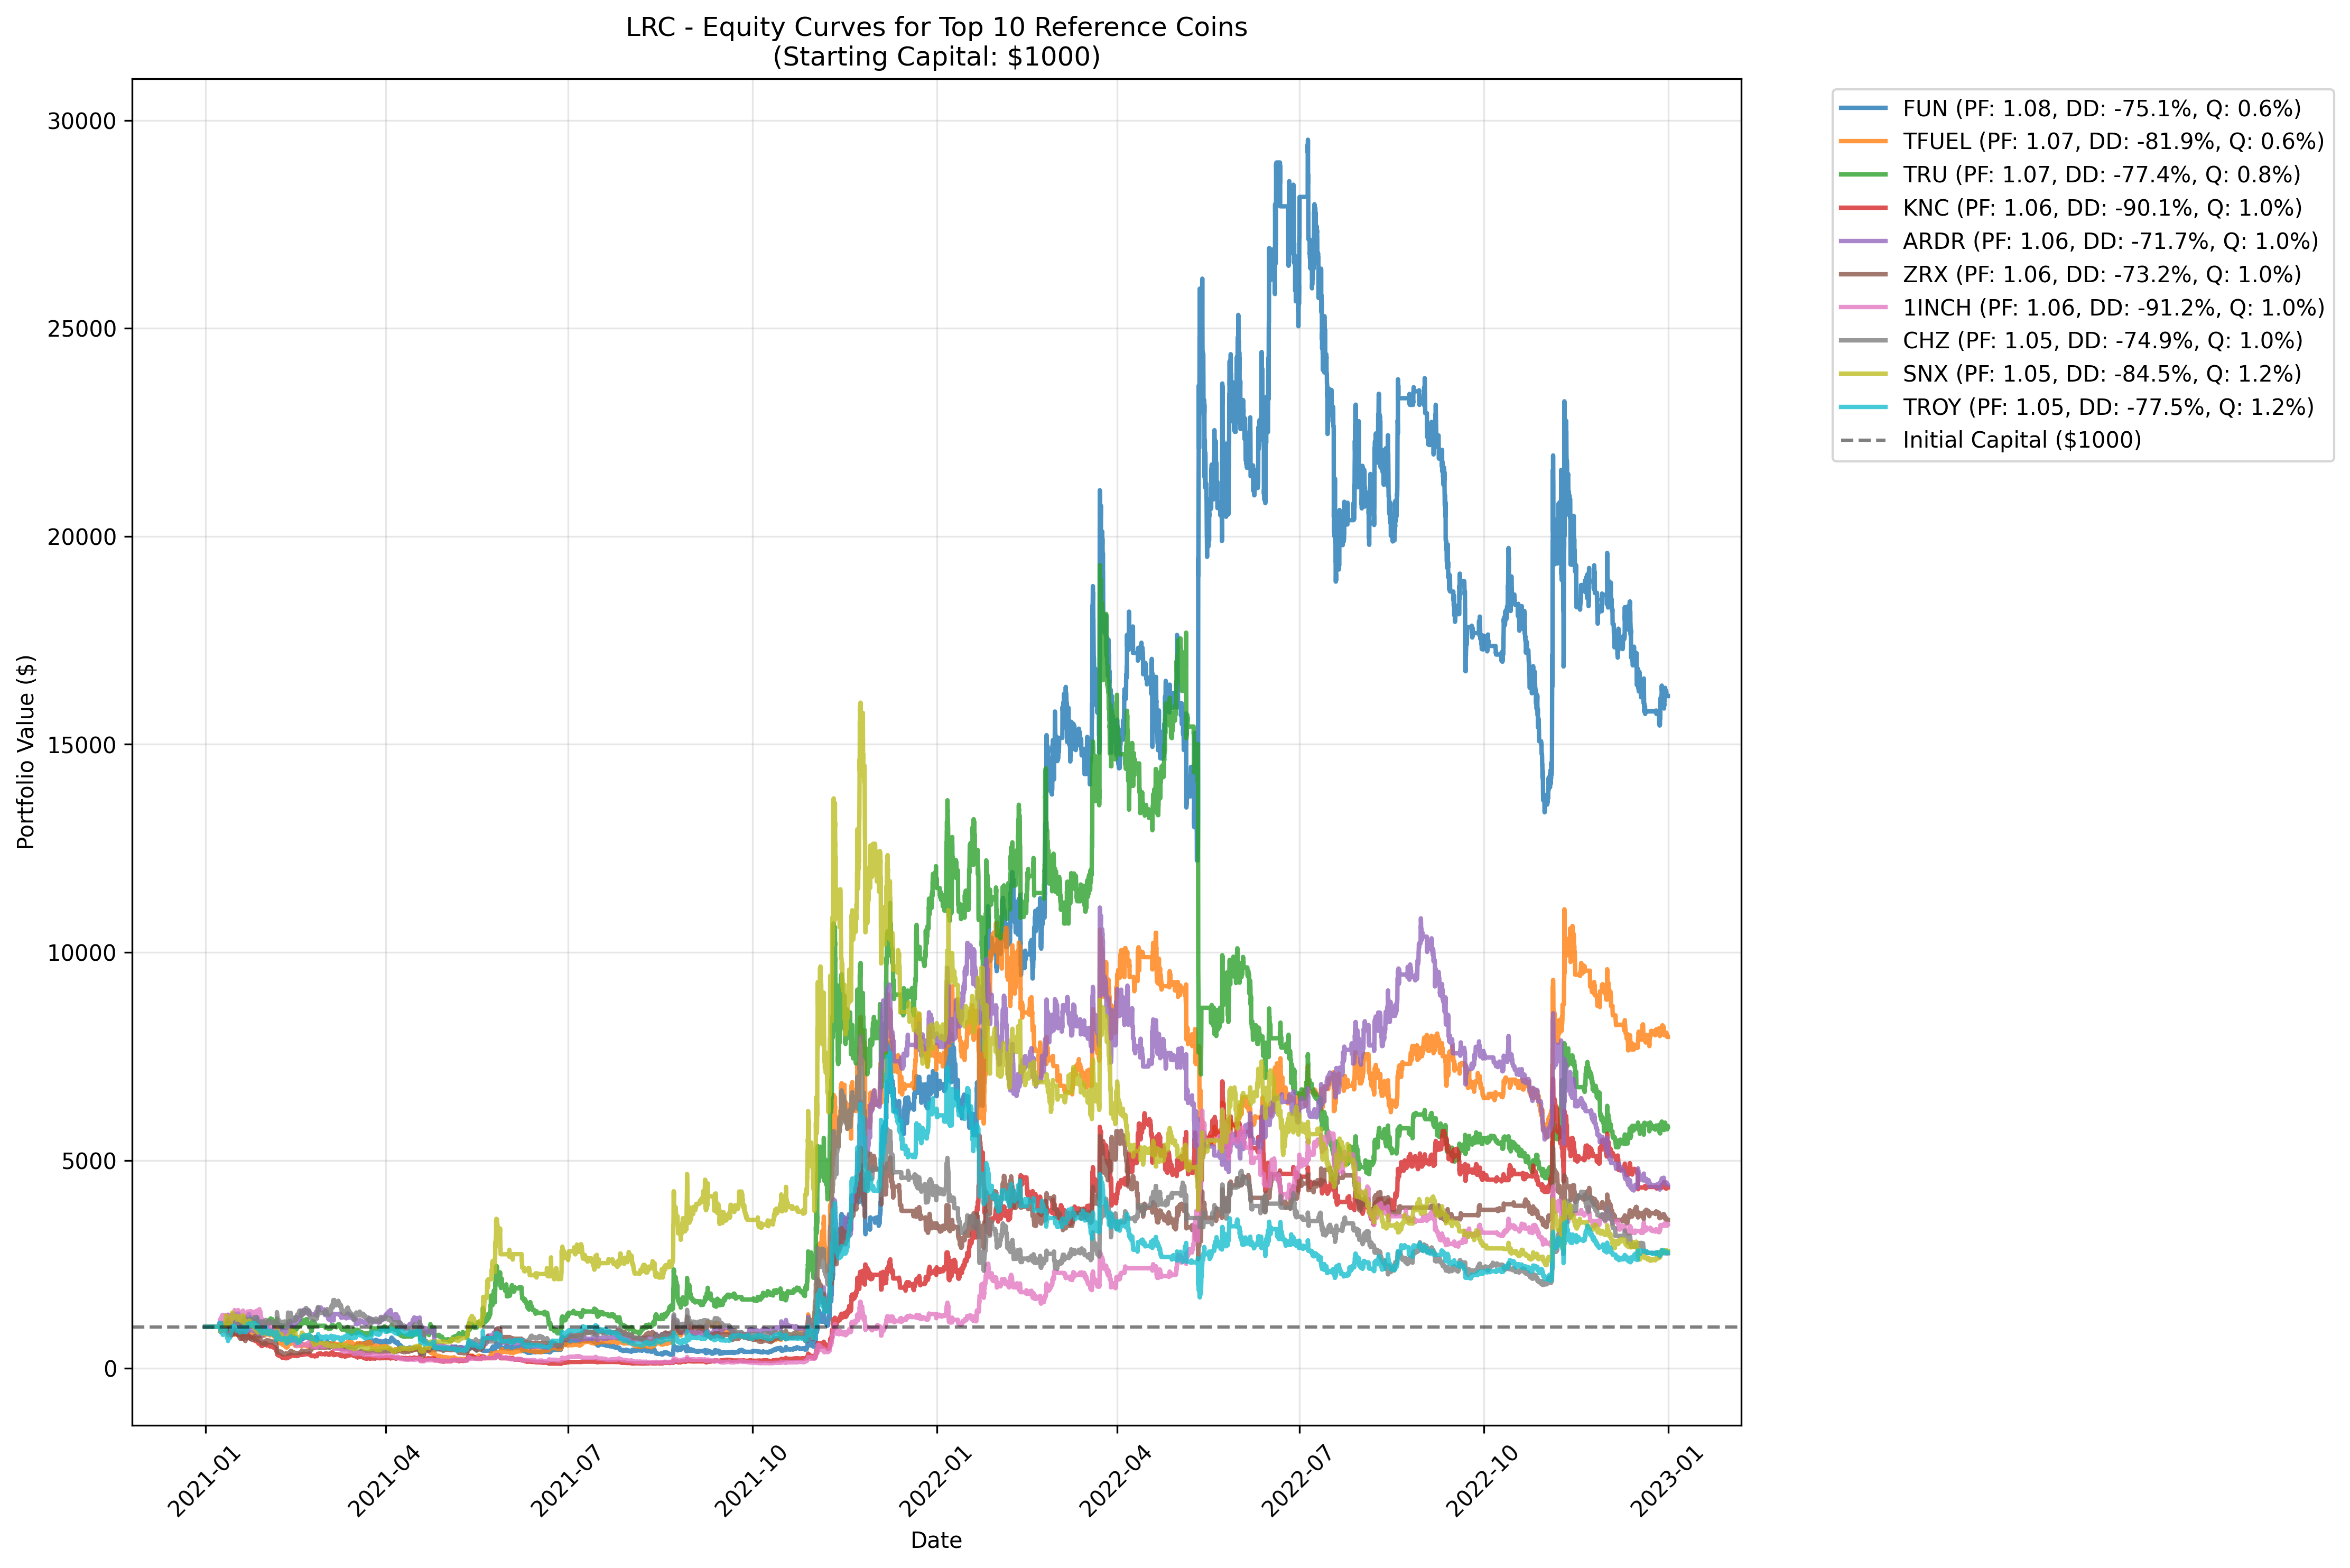 LRC - Equity Curves for Top 10 Reference Coins
(Starting Capital: $1000)
Portfolio Value ($)
30000
25000
20000
15000
10000
5000
0
2021-01
2021-04
2021-07
2021-10
2022-01
2022-04
2022-07
2022-10
2023-01
Date
FUN (PF: 1.08, DD: -75.1%, Q: 0.6%)
TFUEL (PF: 1.07, DD: -81.9%, Q: 0.6%)
TRU (PF: 1.07, DD: -77.4%, Q: 0.8%)
KNC (PF: 1.06, DD: -90.1%, Q: 1.0%)
ARDR (PF: 1.06, DD: -71.7%, Q: 1.0%)
ZRX (PF: 1.06, DD: -73.2%, Q: 1.0%)
1INCH (PF: 1.06, DD: -91.2%, Q: 1.0%)
CHZ (PF: 1.05, DD: -74.9%, Q: 1.0%)
SNX (PF: 1.05, DD: -84.5%, Q: 1.2%)
TROY (PF: 1.05, DD: -77.5%, Q: 1.2%)
Initial Capital ($1000)